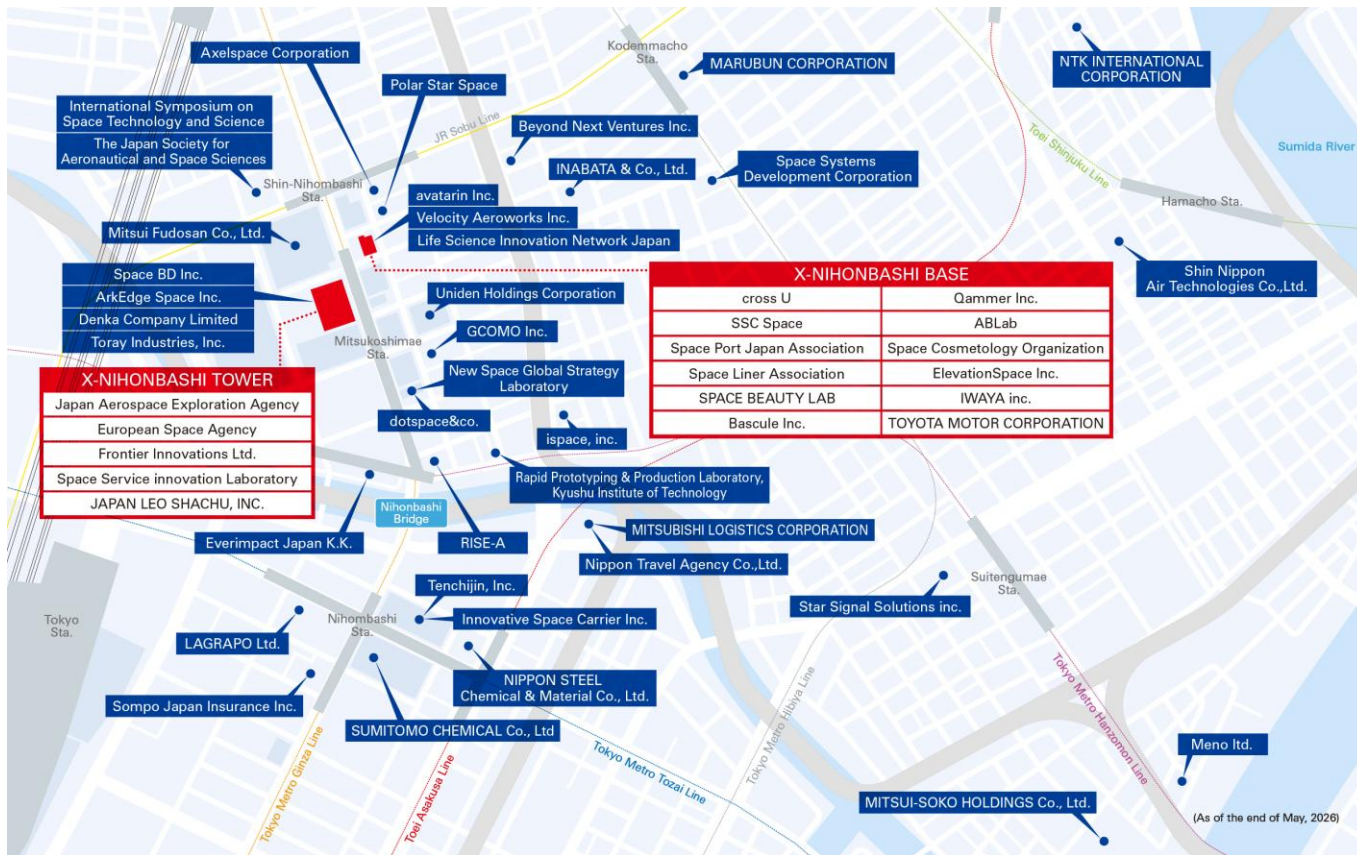 Axelspace Corporation
Polar Star Space
Kodemmacho
Sta.
MARUBUN CORPORATION
NTK INTERNATIONAL
CORPORATION
International Symposium on
Space Technology and Science
The Japan Society for
Aeronautical and Space Sciences
JR Sobu Line
Beyond Next Ventures Inc.
INABATA & Co., Ltd.
Space Systems
Development Corporation
Toei Shinjuku Line
Sumida River
Shin-Nihombashi
Sta.
Hamacho Sta.
avatarin Inc.
Velocity Aeroworks Inc.
Life Science Innovation Network Japan
Mitsui Fudosan Co., Ltd.
Space BD Inc.
ArkEdge Space Inc.
Denka Company Limited
Toray Industries, Inc.
Shin Nippon
Air Technologies Co.,Ltd.
Uniden Holdings Corporation
GCOMO Inc.
Mitsukoshimae
Sta.
New Space Global Strategy
Laboratory
dotspace&co.
ispace, inc.
X-NIHONBASHI BASE
cross U
Qammer Inc.
SSC Space
ABLab
Space Port Japan Association
Space Cosmetology Organization
Space Liner Association
ElevationSpace Inc.
SPACE BEAUTY LAB
IWAYA inc.
Bascule Inc.
TOYOTA MOTOR CORPORATION
X-NIHONBASHI TOWER
Japan Aerospace Exploration Agency
European Space Agency
Frontier Innovations Ltd.
Space Service innovation Laboratory
JAPAN LEO SHACHU, INC.
Rapid Prototyping & Production Laboratory,
Kyushu Institute of Technology
Nihonbashi
Bridge
Everimpact Japan K.K.
RISE-A
MITSUBISHI LOGISTICS CORPORATION
Nippon Travel Agency Co.,Ltd.
Tenchijin, Inc.
Innovative Space Carrier Inc.
Star Signal Solutions inc.
Suitengumae
Sta.
Tokyo
Sta.
Nihombashi
Sta.
LAGRAPO Ltd.
Sompo Japan Insurance Inc.
NIPPON STEEL
Chemical & Material Co., Ltd.
SUMITOMO CHEMICAL Co., Ltd
Tokyo Metro Ginza Line
Toei Asakusa Line
Tokyo Metro Tozai Line
Tokyo Metro Hibiya Line
Tokyo Metro Hanzomon Line
Meno ltd.
MITSUI-SOKO HOLDINGS Co., Ltd.
(As of the end of May, 2026)